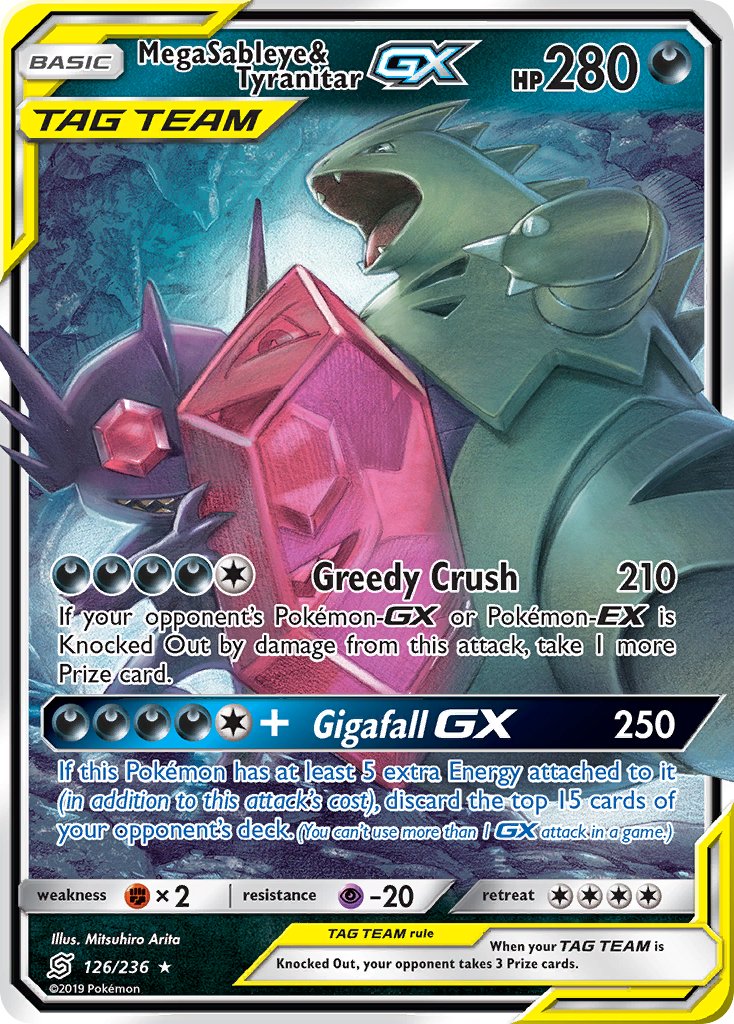 BASIC
MegaSableye&
Tyranitar GX HP280
TAG TEAM
Greedy Crush 210
If your opponent's Pokémon-GX or Pokémon-EX is
Knocked Out by damage from this attack, take 1 more
Prize card.
+ Gigafall GX 250
If this Pokémon has at least 5 extra Energy attached to it
(in addition to this attack's cost), discard the top 15 cards of
your opponent's deck. (You can't use more than 1 GX attack in a game.)
weakness ×2 resistance -20 retreat
Illus. Mitsuhiro Arita
126/236 ★
©2019 Pokémon
TAG TEAM rule
When your TAG TEAM is
Knocked Out, your opponent takes 3 Prize cards.